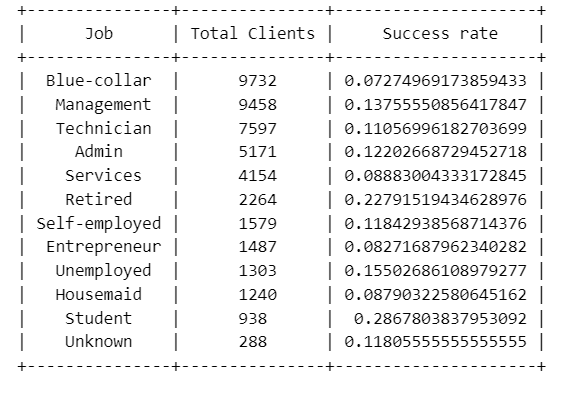 +---------------+---------------+---------------------+
| Job | Total Clients | Success rate |
+---------------+---------------+---------------------+
| Blue-collar | 9732 | 0.07274969173859433 |
| Management | 9458 | 0.13755550856417847 |
| Technician | 7597 | 0.11056996182703699 |
| Admin | 5171 | 0.12202668729452718 |
| Services | 4154 | 0.08883004333172845 |
| Retired | 2264 | 0.22791519434628976 |
| Self-employed | 1579 | 0.11842938568714376 |
| Entrepreneur | 1487 | 0.08271687962340282 |
| Unemployed | 1303 | 0.15502686108979277 |
| Housemaid | 1240 | 0.08790322580645162 |
| Student | 938 | 0.2867803837953092 |
| Unknown | 288 | 0.11805555555555555 |
+---------------+---------------+---------------------+